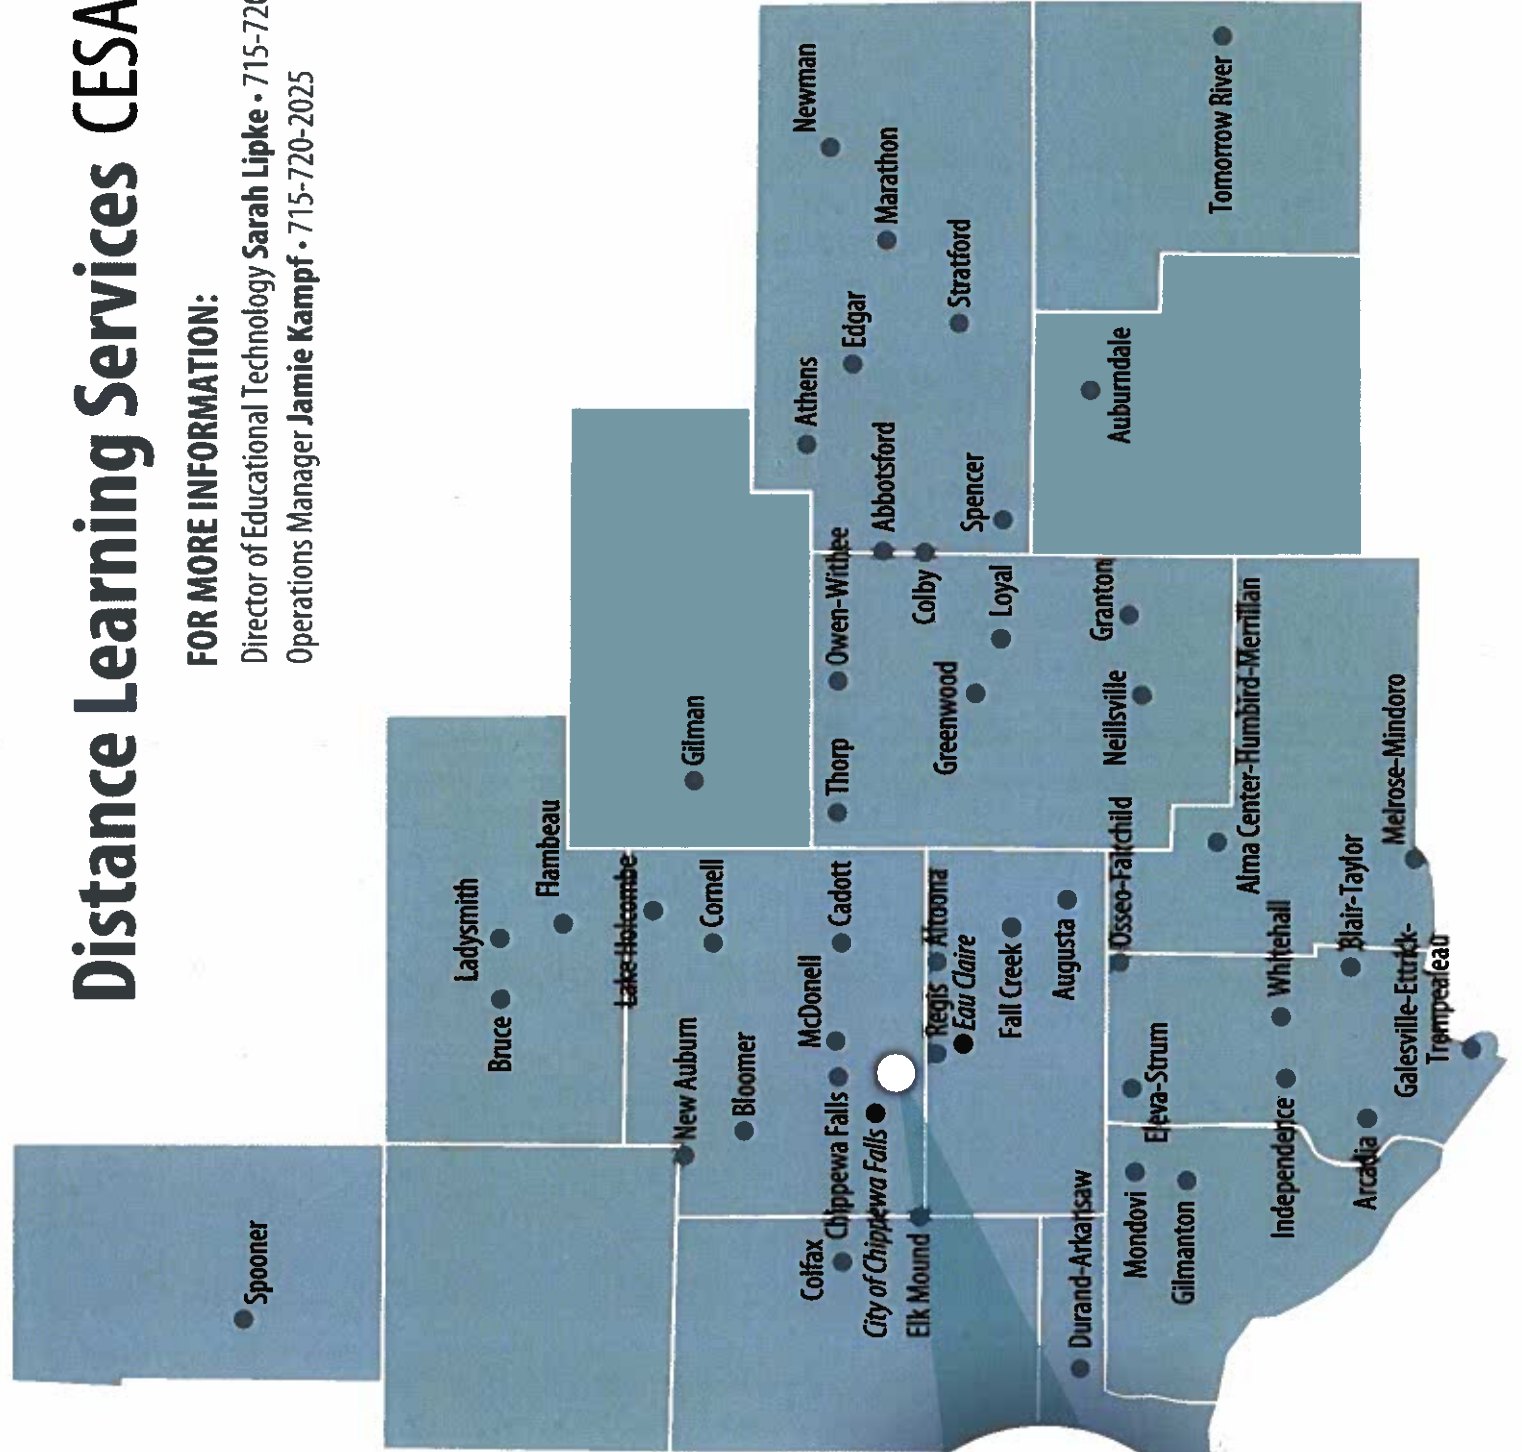 Distance Learning Services CESA
FOR MORE INFORMATION:
Director of Educational Technology Sarah Lipke • 715-720
Operations Manager Jamie Kampf • 715-720-2025
Spooner
Ladysmith
Bruce
Flambeau
Lake Holcombe
New Auburn
Gilman
Cornell
Bloomer
Newman
Athens
McDonell
Colfax
Chippewa Falls
Cadott
Thorp
Owen-Withee
Edgar
City of Chippewa Falls
Abbotsford
Marathon
Elk Mound
Colby
Regis
Altoona
Greenwood
Stratford
Eau Claire
Spencer
Loyal
Fall Creek
Augusta
Durand-Arkansaw
Granton
Neillsville
Auburndale
Osseo-Fairchild
Mondovi
Eleva-Strum
Gilmanton
Tomorrow River
Alma Center-Humbird-Merrillan
Whitehall
Independence
Blair-Taylor
Arcadia
Melrose-Mindoro
Galesville-Ettrick-
Trempealeau